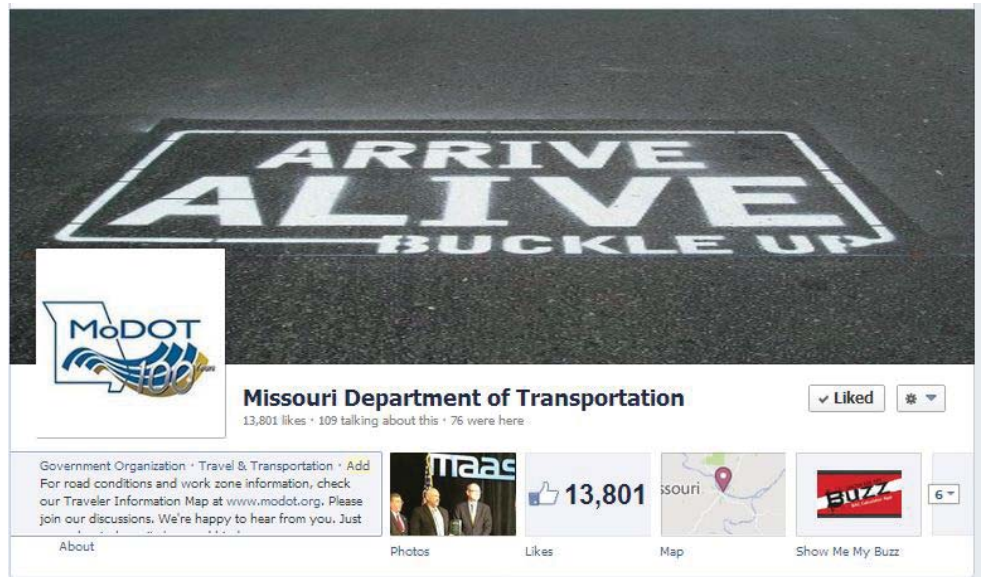 ARRIVE
ALIVE
BUCKLE UP
MoDOT
100 Years
Missouri Department of Transportation
13,801 likes · 109 talking about this · 76 were here
Liked
Government Organization · Travel & Transportation · Add
For road conditions and work zone information, check
our Traveler Information Map at www.modot.org. Please
join our discussions. We're happy to hear from you. Just
About
maas
Photos
13,801
Likes
ssouri
Map
BUZZ
Show Me My Buzz
6